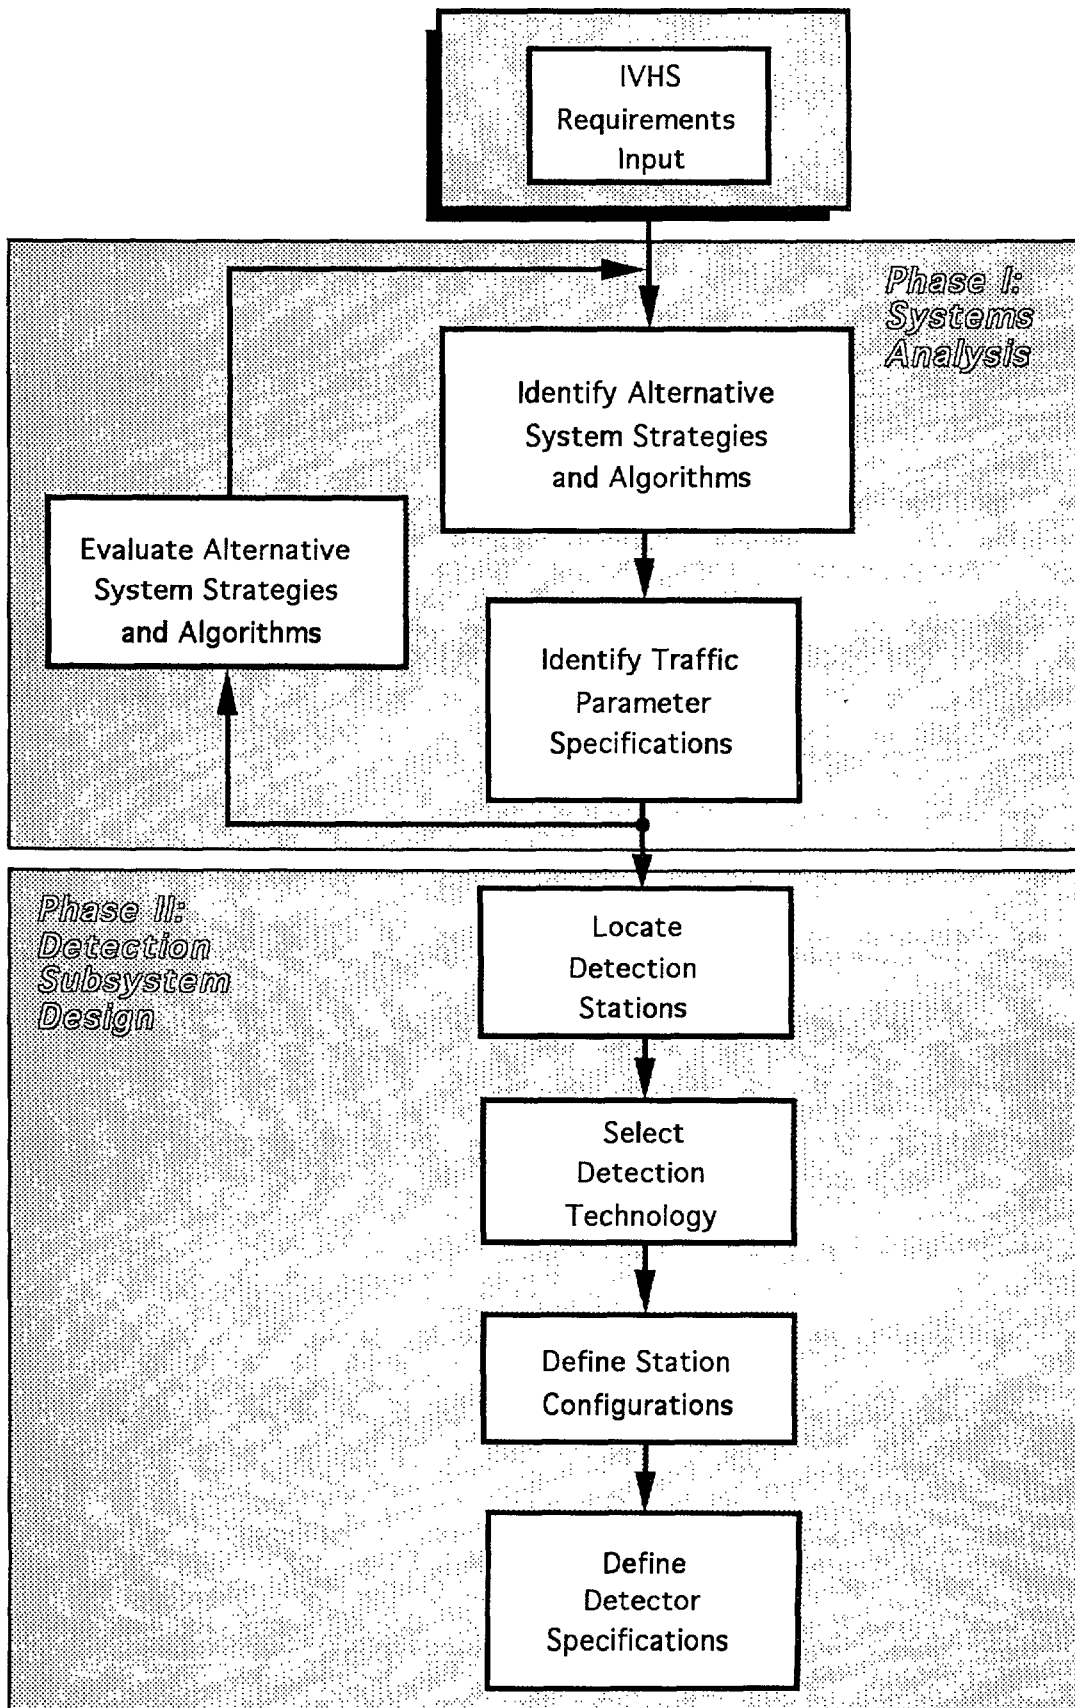 IVHS
Requirements
Input
Phase I:
Systems
Analysis
Identify Alternative
System Strategies
and Algorithms
Evaluate Alternative
System Strategies
and Algorithms
Identify Traffic
Parameter
Specifications
Phase II:
Detection
Subsystem
Design
Locate
Detection
Stations
Select
Detection
Technology
Define Station
Configurations
Define
Detector
Specifications